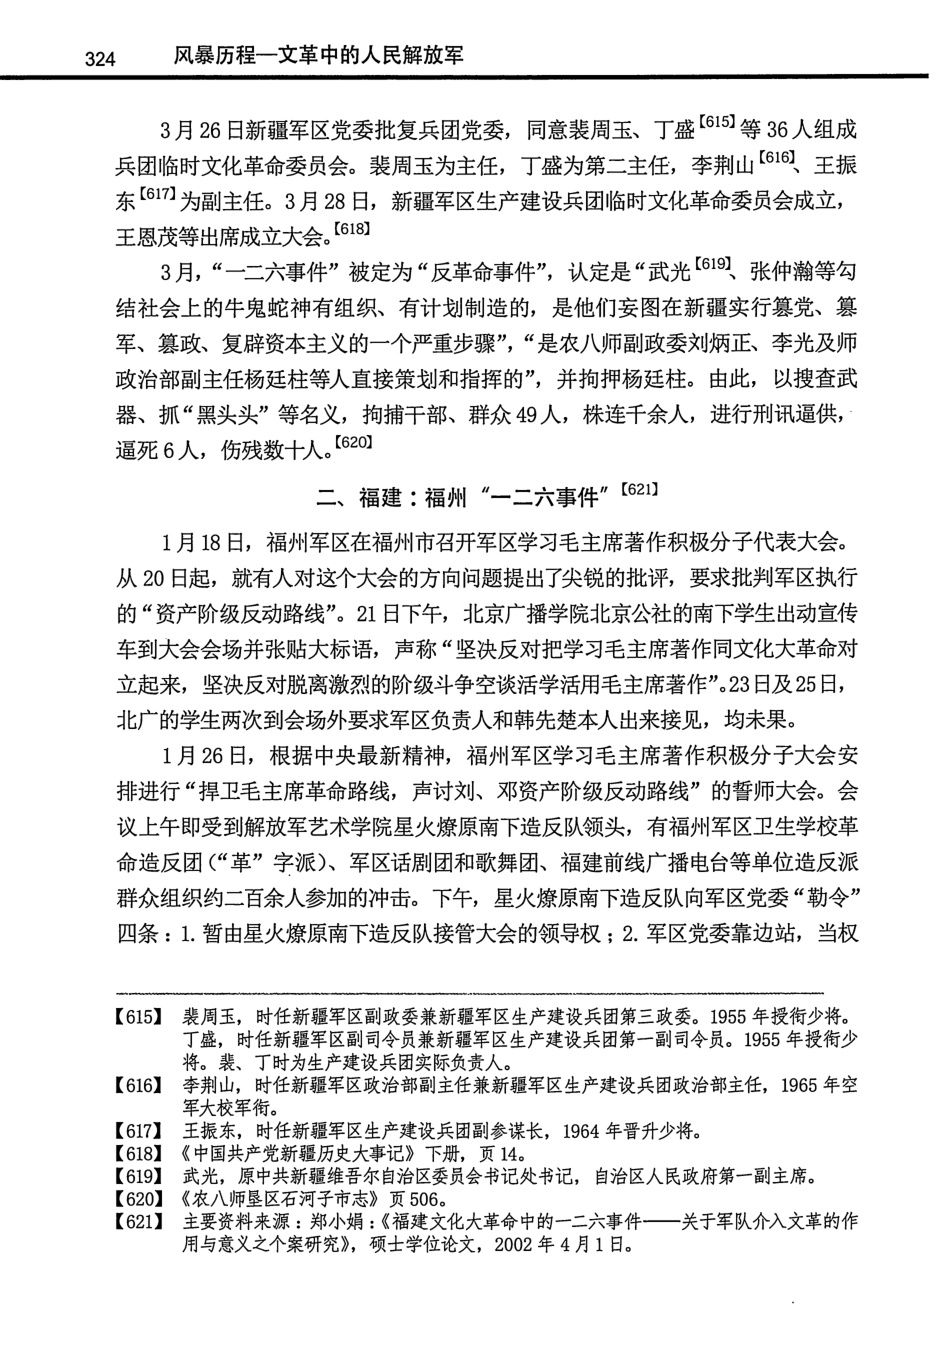 324 风暴历程—文革中的人民解放军
3月26日新疆军区党委批复兵团党委，同意裴周玉、丁盛【615】等36人组成
兵团临时文化革命委员会。裴周玉为主任，丁盛为第二主任，李荆山【616】、王振
东【617】为副主任。3月28日，新疆军区生产建设兵团临时文化革命委员会成立，
王恩茂等出席成立大会。【618】
3月，“一二六事件”被定为“反革命事件”，认定是“武光【619】、张仲瀚等勾
结社会上的牛鬼蛇神有组织、有计划制造的，是他们妄图在新疆实行篡党、篡
军、篡政、复辟资本主义的一个严重步骤”，“是农八师副政委刘炳正、李光及师
政治部副主任杨廷柱等人直接策划和指挥的”，并拘押杨廷柱。由此，以搜查武
器、抓“黑头头”等名义，拘捕干部、群众49人，株连千余人，进行刑讯逼供，
逼死6人，伤残数十人。【620】
二、福建：福州“一二六事件”【621】
1月18日，福州军区在福州市召开军区学习毛主席著作积极分子代表大会。
从20日起，就有人对这个大会的方向问题提出了尖锐的批评，要求批判军区执行
的“资产阶级反动路线”。21日下午，北京广播学院北京公社的南下学生出动宣传
车到大会会场并张贴大标语，声称“坚决反对把学习毛主席著作同文化大革命对
立起来，坚决反对脱离激烈的阶级斗争空谈活学活用毛主席著作”。23日及25日，
北广的学生两次到会场外要求军区负责人和韩先楚本人出来接见，均未果。
1月26日，根据中央最新精神，福州军区学习毛主席著作积极分子大会安
排进行“捍卫毛主席革命路线，声讨刘、邓资产阶级反动路线”的誓师大会。会
议上午即受到解放军艺术学院星火燎原南下造反队领头，有福州军区卫生学校革
命造反团（“革”字派）、军区话剧团和歌舞团、福建前线广播电台等单位造反派
群众组织约二百余人参加的冲击。下午，星火燎原南下造反队向军区党委“勒令”
四条：1. 暂由星火燎原南下造反队接管大会的领导权；2. 军区党委靠边站，当权
【615】 裴周玉，时任新疆军区副政委兼新疆军区生产建设兵团第三政委。1955年授衔少将。
丁盛，时任新疆军区副司令员兼新疆军区生产建设兵团第一副司令员。1955年授衔少
将。裴、丁时为生产建设兵团实际负责人。
【616】 李荆山，时任新疆军区政治部副主任兼新疆军区生产建设兵团政治部主任，1965年空
军大校军衔。
【617】 王振东，时任新疆军区生产建设兵团副参谋长，1964年晋升少将。
【618】 《中国共产党新疆历史大事记》下册，页14。
【619】 武光，原中共新疆维吾尔自治区委员会书记处书记，自治区人民政府第一副主席。
【620】 《农八师垦区石河子市志》页506。
【621】 主要资料来源：郑小娟：《福建文化大革命中的一二六事件——关于军队介入文革的作
用与意义之个案研究》，硕士学位论文，2002年4月1日。